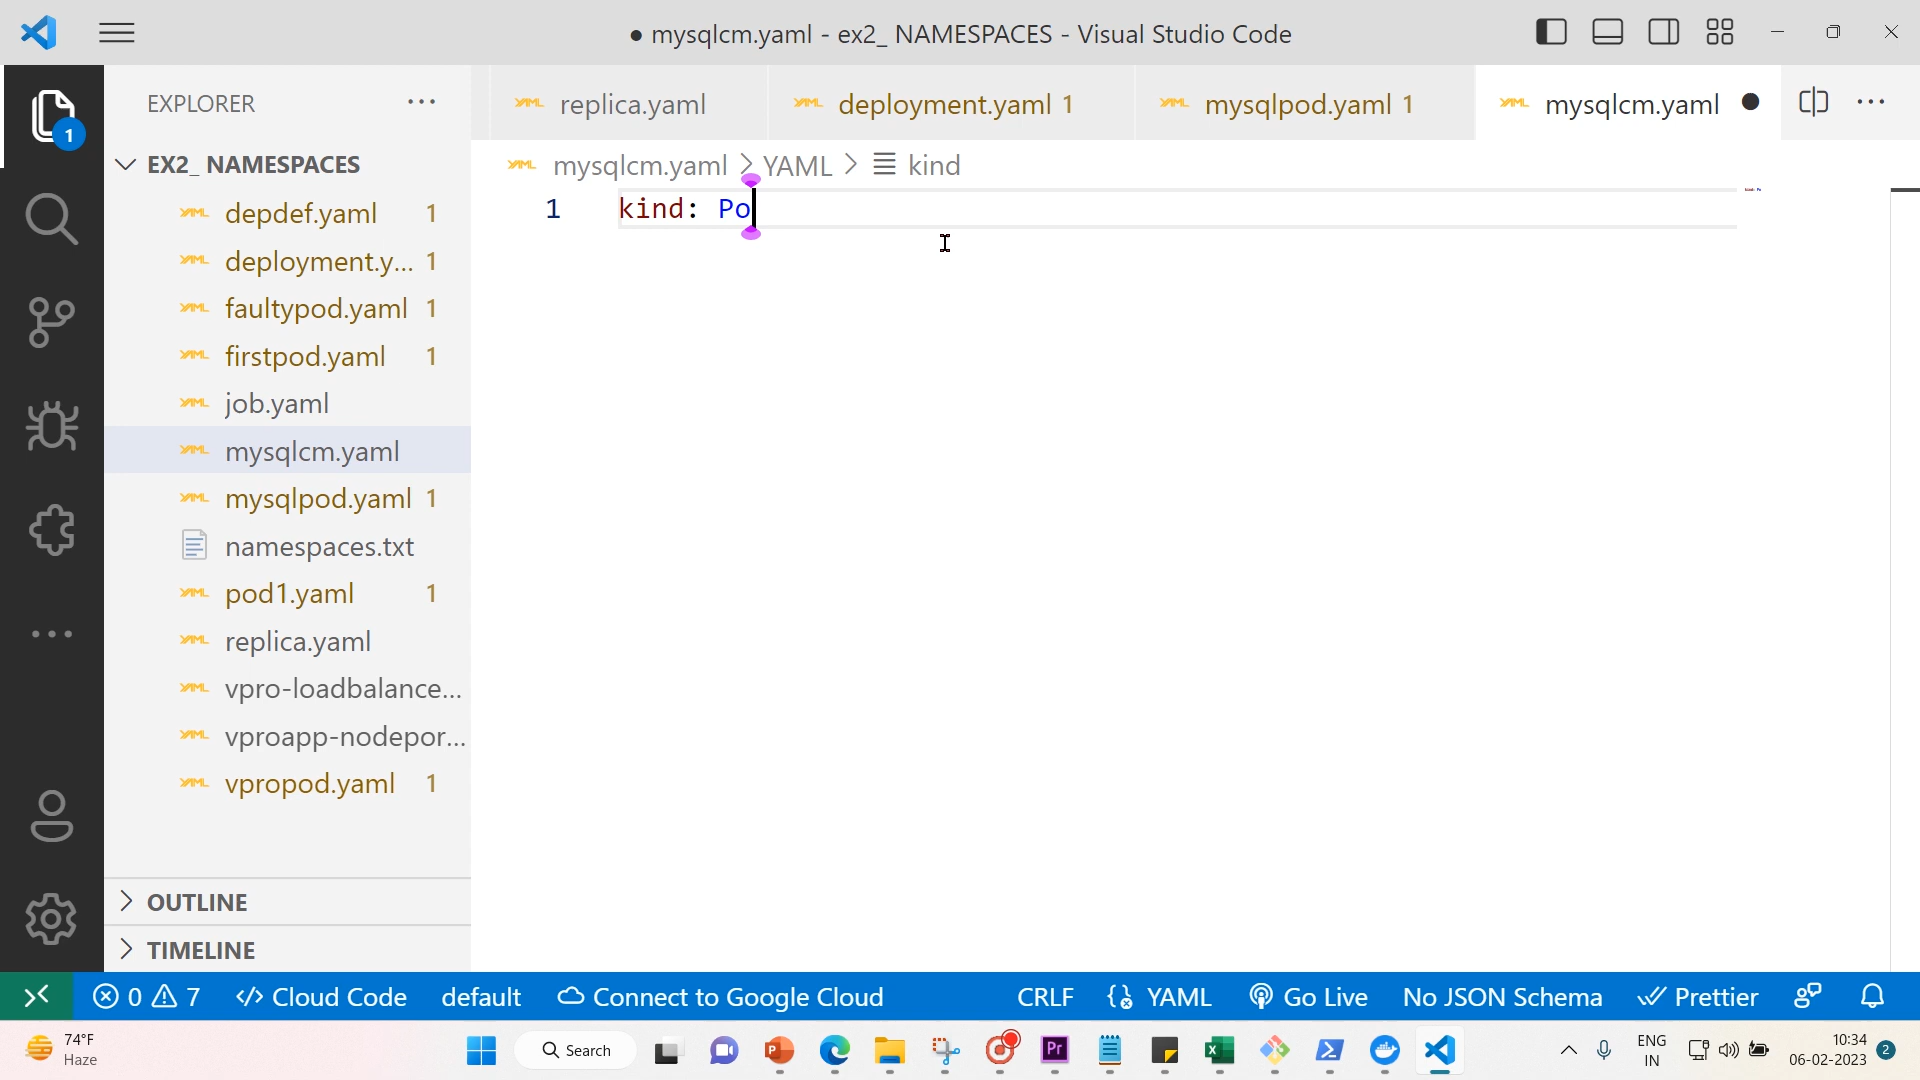 ● mysqlcm.yaml - ex2_ NAMESPACES - Visual Studio Code
EXPLORER
replica.yaml
deployment.yaml 1
mysqlpod.yaml 1
mysqlcm.yaml
1
EX2_ NAMESPACES
mysqlcm.yaml > YAML > kind
1 kind: Po
depdef.yaml 1
deployment.y... 1
faultypod.yaml 1
firstpod.yaml 1
job.yaml
mysqlcm.yaml
mysqlpod.yaml 1
namespaces.txt
pod1.yaml 1
replica.yaml
vpro-loadbalance...
vproapp-nodepor...
vpropod.yaml 1
OUTLINE
TIMELINE
0 7 Cloud Code default Connect to Google Cloud CRLF YAML Go Live No JSON Schema Prettier
74°F
Haze
Search
Pr
ENG
IN
10:34
06-02-2023
2